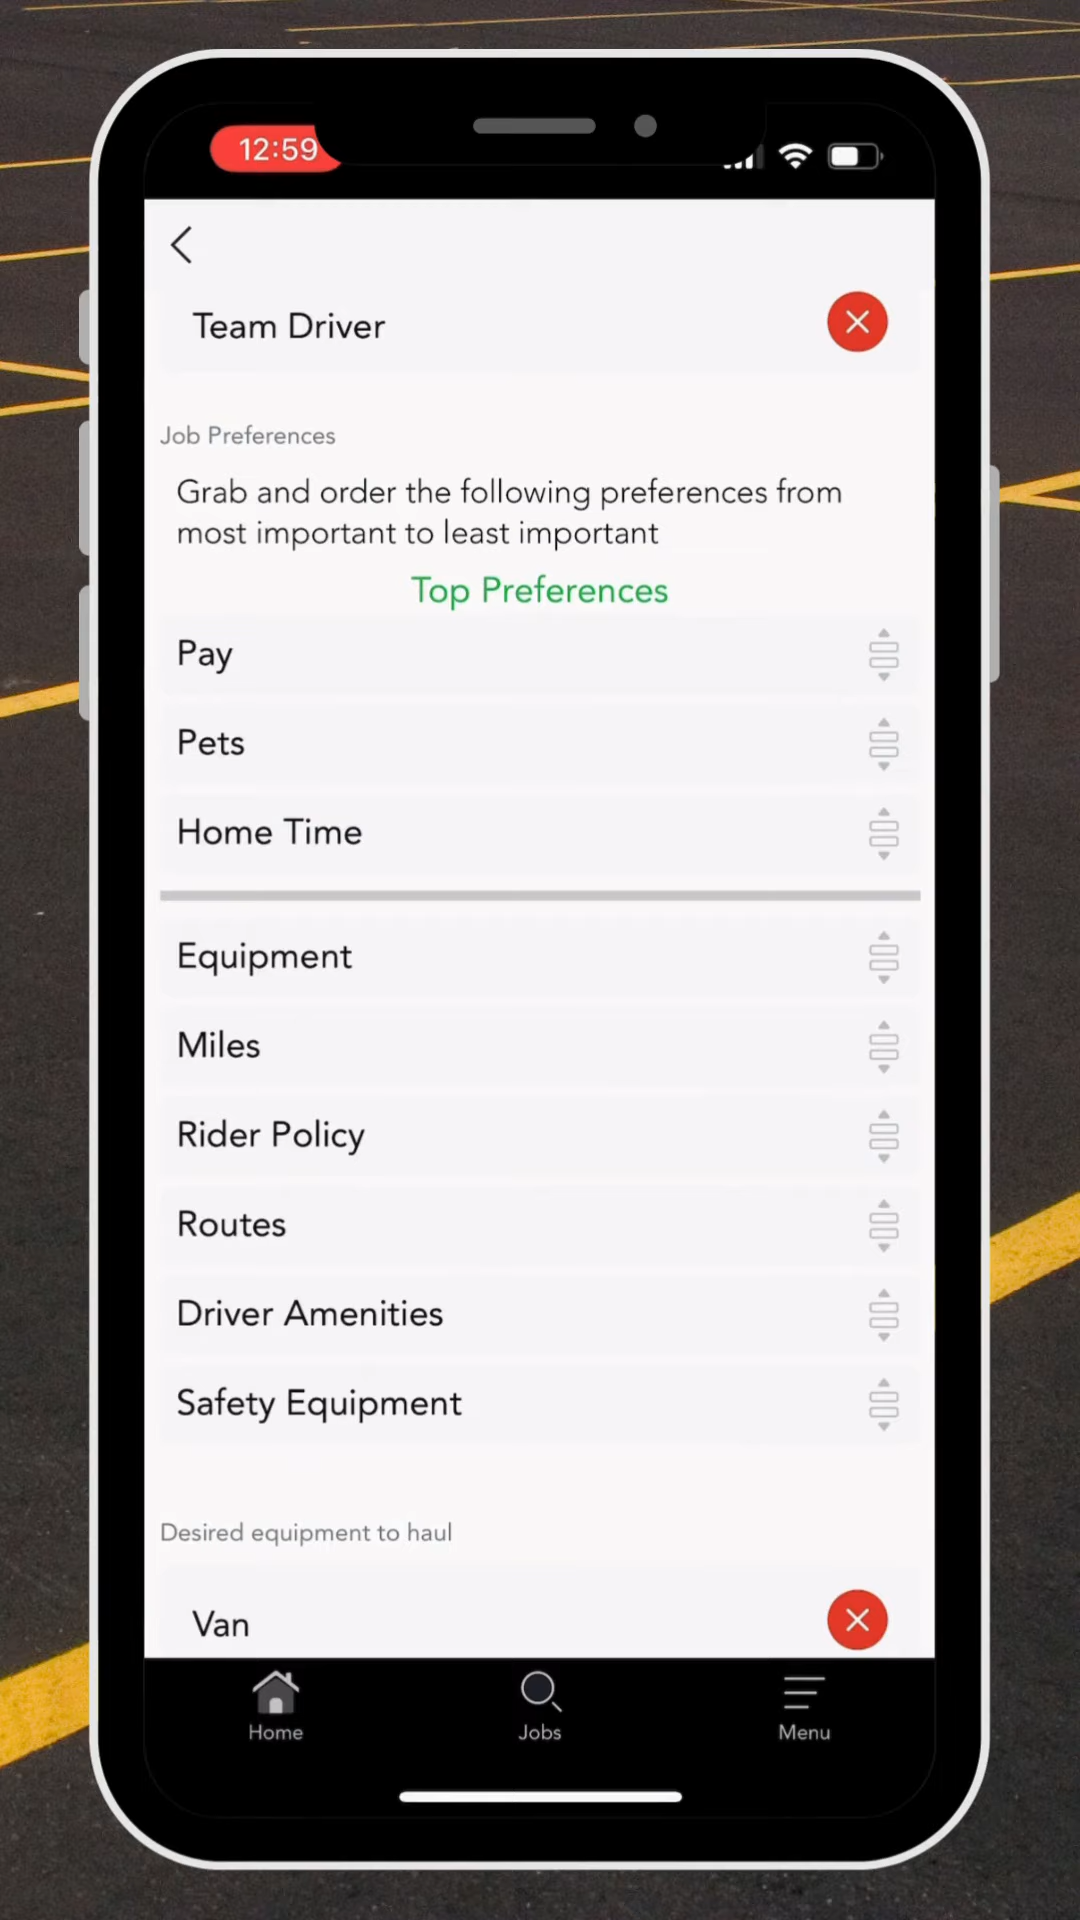 12:59
Team Driver
Job Preferences
Grab and order the following preferences from
most important to least important
Top Preferences
Pay
Pets
Home Time
Equipment
Miles
Rider Policy
Routes
Driver Amenities
Safety Equipment
Desired equipment to haul
Van
Home
Jobs
Menu